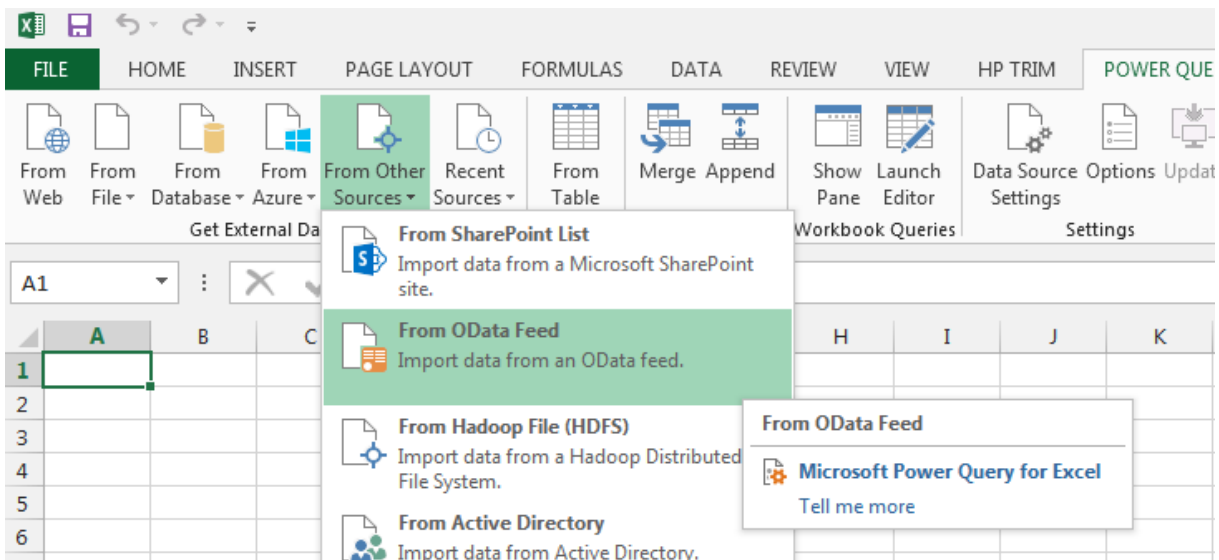 FILE HOME INSERT PAGE LAYOUT FORMULAS DATA REVIEW VIEW HP TRIM POWER QUE
From From From From From Other Recent From Merge Append Show Launch Data Source Options Updat
Web File Database Azure Sources Sources Table Pane Editor Settings
Get External Da Workbook Queries Settings
From SharePoint List
Import data from a Microsoft SharePoint
site.
A1
From OData Feed
Import data from an OData feed.
A B C H I J K
1
2
3
4
5
6
From Hadoop File (HDFS)
Import data from a Hadoop Distributed
File System.
From OData Feed
Microsoft Power Query for Excel
Tell me more
From Active Directory
Import data from Active Directory.